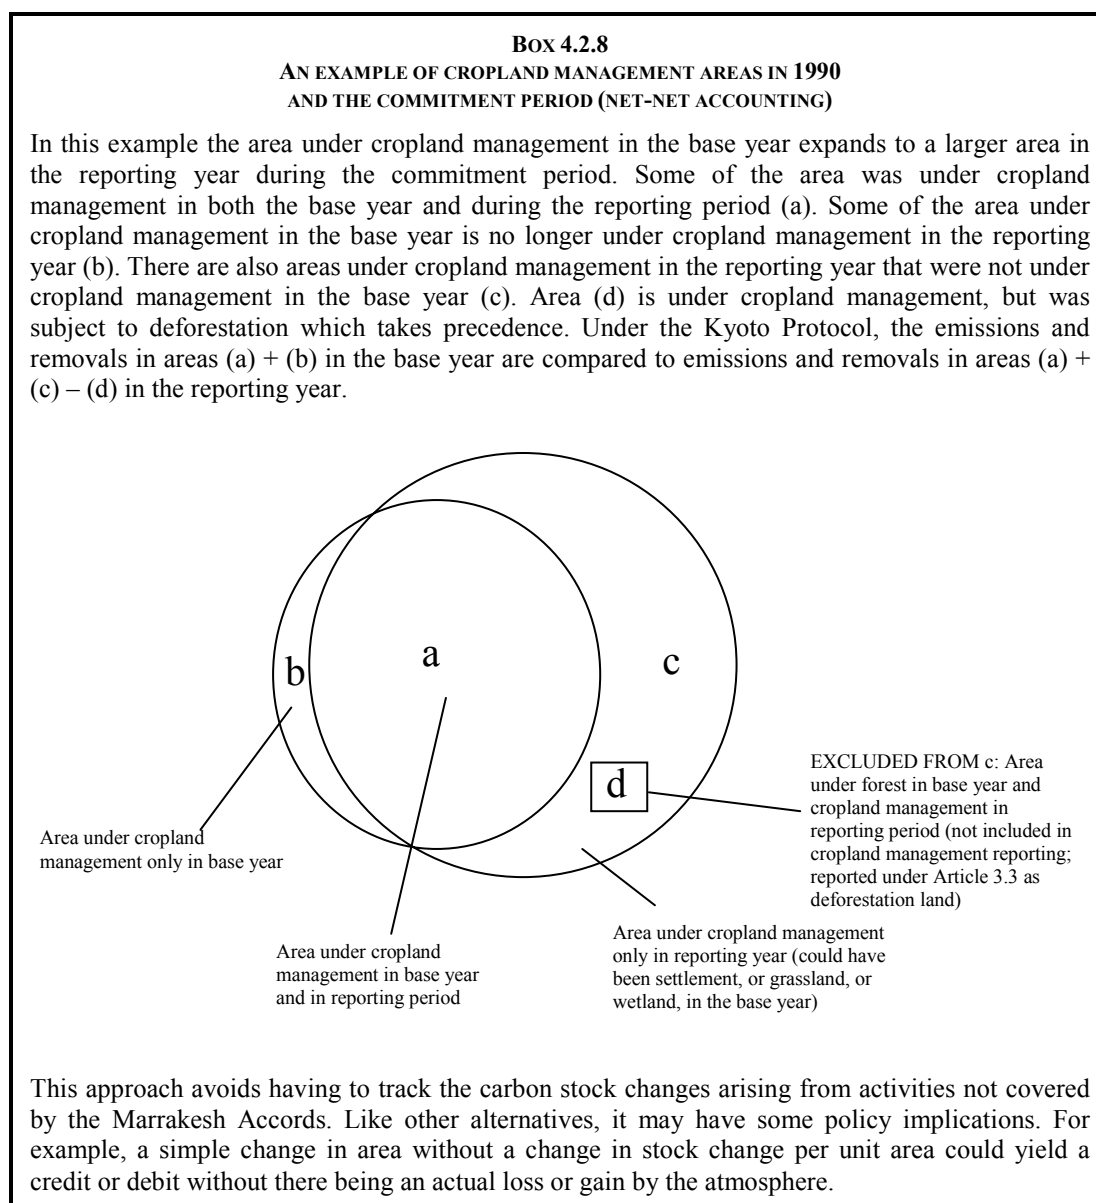 BOX 4.2.8
AN EXAMPLE OF CROPLAND MANAGEMENT AREAS IN 1990
AND THE COMMITMENT PERIOD (NET-NET ACCOUNTING)
In this example the area under cropland management in the base year expands to a larger area in
the reporting year during the commitment period. Some of the area was under cropland
management in both the base year and during the reporting period (a). Some of the area under
cropland management in the base year is no longer under cropland management in the reporting
year (b). There are also areas under cropland management in the reporting year that were not under
cropland management in the base year (c). Area (d) is under cropland management, but was
subject to deforestation which takes precedence. Under the Kyoto Protocol, the emissions and
removals in areas (a) + (b) in the base year are compared to emissions and removals in areas (a) +
(c) – (d) in the reporting year.
b
a
c
d
EXCLUDED FROM c: Area
under forest in base year and
cropland management in
reporting period (not included in
cropland management reporting;
reported under Article 3.3 as
deforestation land)
Area under cropland
management only in base year
Area under cropland
management in base year
and in reporting period
Area under cropland management
only in reporting year (could have
been settlement, or grassland, or
wetland, in the base year)
This approach avoids having to track the carbon stock changes arising from activities not covered
by the Marrakesh Accords. Like other alternatives, it may have some policy implications. For
example, a simple change in area without a change in stock change per unit area could yield a
credit or debit without there being an actual loss or gain by the atmosphere.